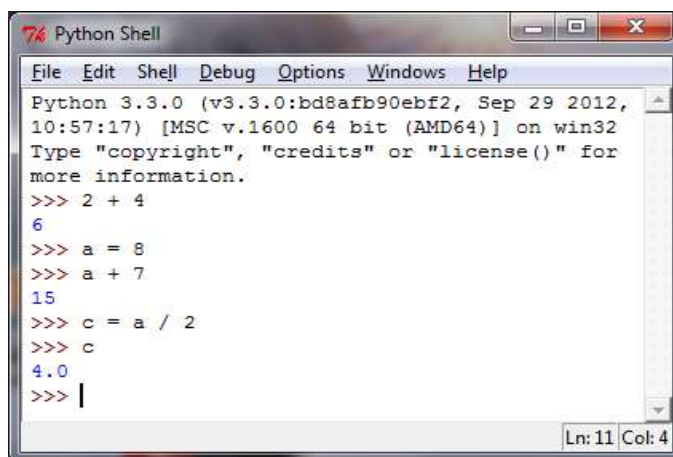 Python Shell
File Edit Shell Debug Options Windows Help
Python 3.3.0 (v3.3.0:bd8afb90ebf2, Sep 29 2012,
10:57:17) [MSC v.1600 64 bit (AMD64)] on win32
Type "copyright", "credits" or "license()" for
more information.
>>> 2 + 4
6
>>> a = 8
>>> a + 7
15
>>> c = a / 2
>>> c
4.0
>>>
Ln: 11 Col: 4